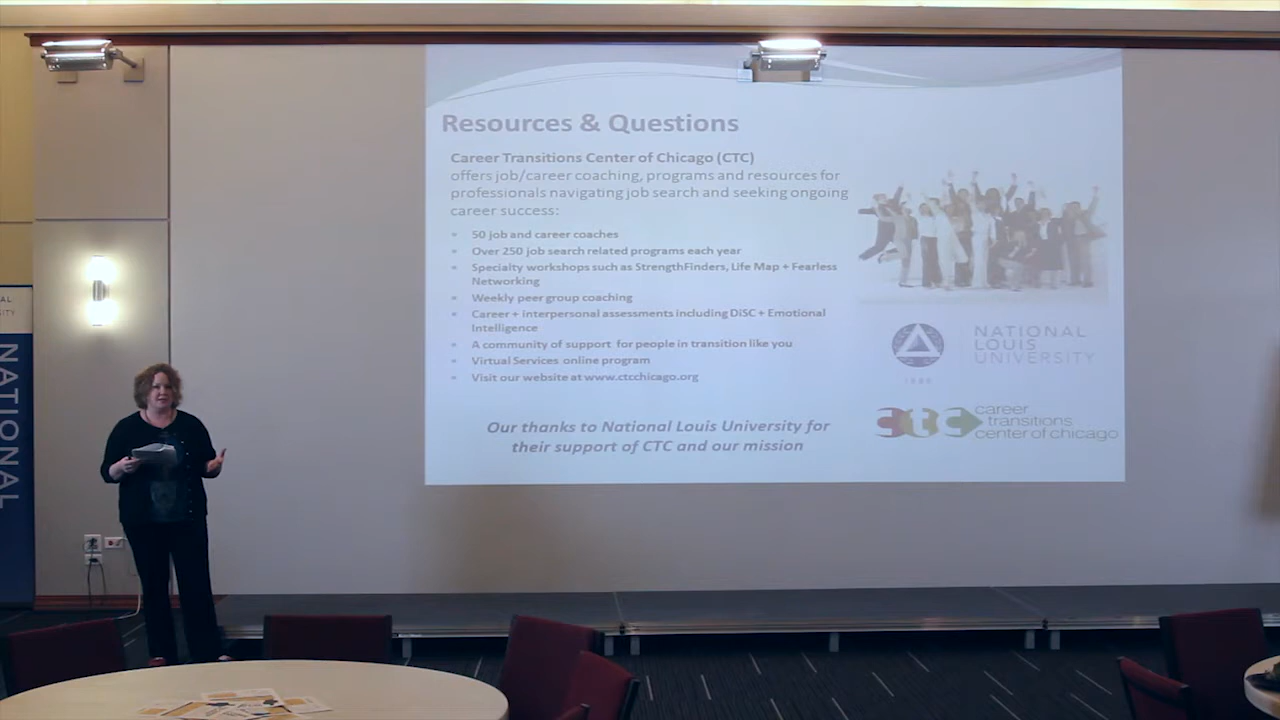 Resources & Questions
Career Transitions Center of Chicago (CTC)
offers job/career coaching, programs and resources for
professionals navigating job search and seeking ongoing
career success:
50 job and career coaches
Over 250 job search related programs each year
Specialty workshops such as StrengthFinders, Life Map + Fearless
Networking
Weekly peer group coaching
Career + Interpersonal assessments including DiSC + Emotional
Intelligence
A community of support for people in transition like you
Virtual Services online program
Visit our website at www.ctcchicago.org
Our thanks to National Louis University for
their support of CTC and our mission
NATIONAL
LOUIS
UNIVERSITY
1886
ctc
career
transitions
center of chicago
NATIONAL